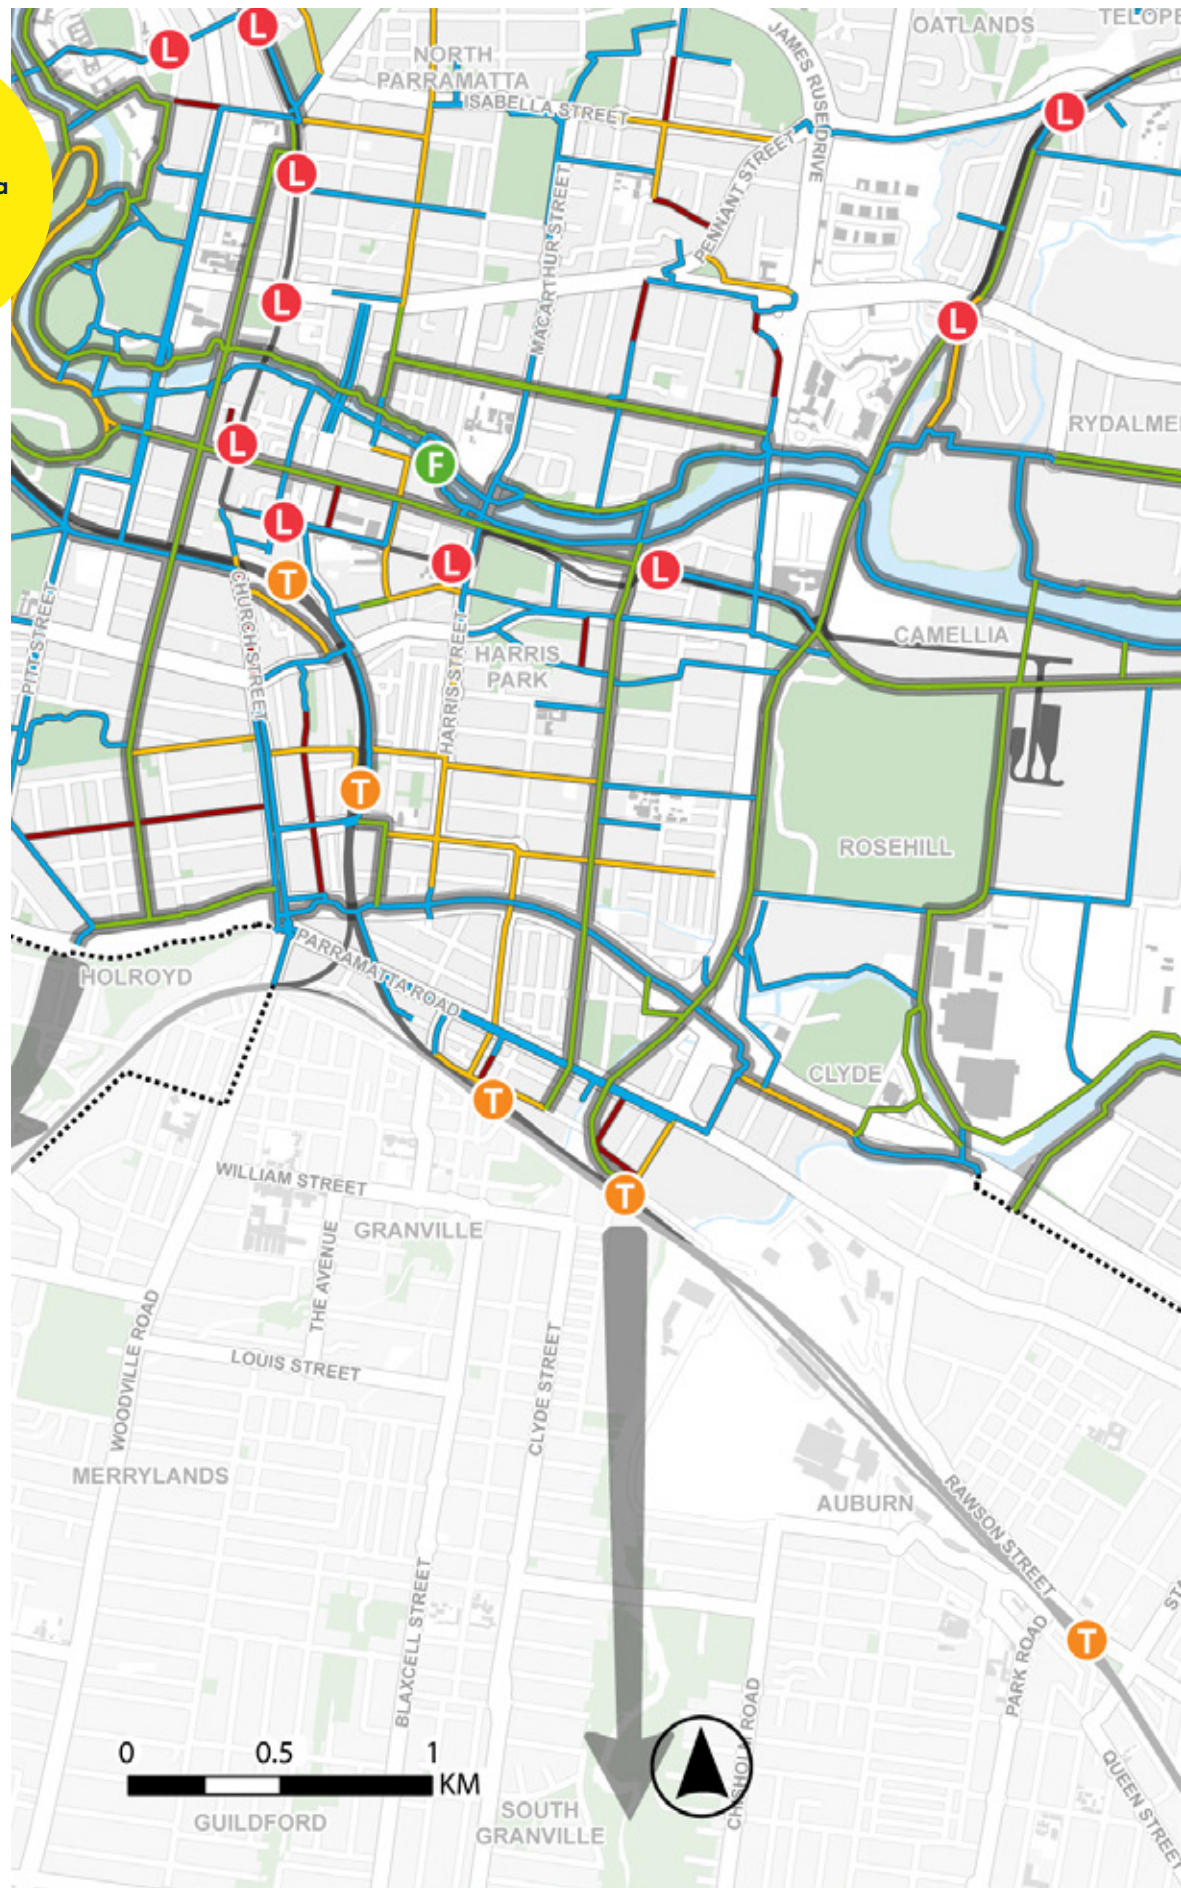 OATLANDS
TELOPE
NORTH
PARRAMATTA
JAMES RUSE DRIVE
L
L
ISABELLA STREET
L
PENNANT STREET
a
L
MACARTHUR STREET
L
L
RYDALME
L
F
L
L
L
T
CHURCH STREET
PITT STREET
CAMELLIA
HARRIS
PARK
HARRIS STREET
T
ROSEHILL
PARRAMATTA ROAD
HOLROYD
CLYDE
T
WILLIAM STREET
T
GRANVILLE
THE AVENUE
WOODVILLE ROAD
LOUIS STREET
CLYDE STREET
MERRYLANDS
AUBURN
RAWSON STREET
STA
BLAXCELL STREET
T
PARK ROAD
CHISHOLM ROAD
0 0.5 1
KM
QUEEN STREET
GUILDFORD
SOUTH
GRANVILLE